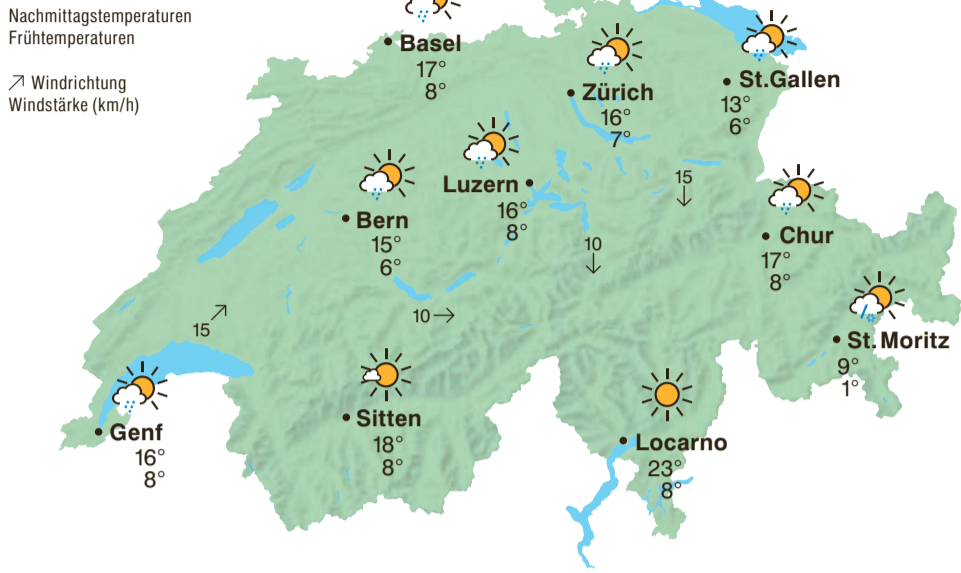 Nachmittagstemperaturen
Frühtemperaturen
↗ Windrichtung
Windstärke (km/h)
Basel
17°
8°
Zürich
16°
7°
St.Gallen
13°
6°
Luzern
16°
8°
15
Bern
15°
6°
10
Chur
17°
8°
15
10
St.Moritz
9°
1°
Genf
16°
8°
Sitten
18°
8°
Locarno
23°
8°